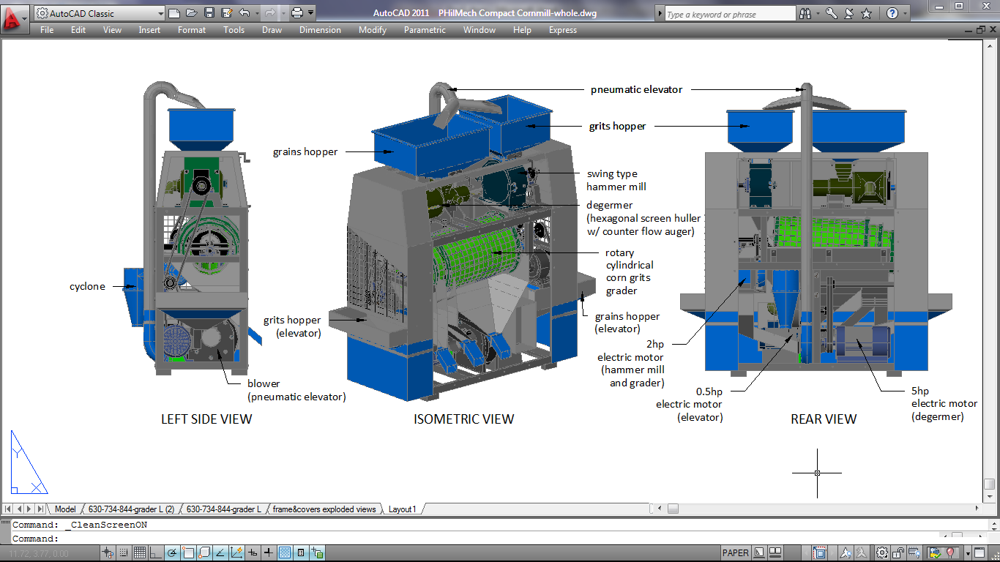 AutoCAD Classic
AutoCAD 2011 PHilMech Compact Cornmill-whole.dwg
Type a keyword or phrase
File Edit View Insert Format Tools Draw Dimension Modify Parametric Window Help Express
pneumatic elevator
grits hopper
grains hopper
swing type
hammer mill
degermer
(hexagonal screen huller
w/ counter flow auger)
rotary
cylindrical
corn grits
grader
cyclone
grits hopper
(elevator)
grains hopper
(elevator)
2hp
electric motor
(hammer mill
and grader)
blower
(pneumatic elevator)
0.5hp
electric motor
(elevator)
5hp
electric motor
(degermer)
LEFT SIDE VIEW
ISOMETRIC VIEW
REAR VIEW
Y
X
Model 630-734-844-grader L (2) 630-734-844-grader L frame&covers exploded views Layout1
Command: _CleanScreenON
Command:
11.72, 3.77, 0.00
PAPER